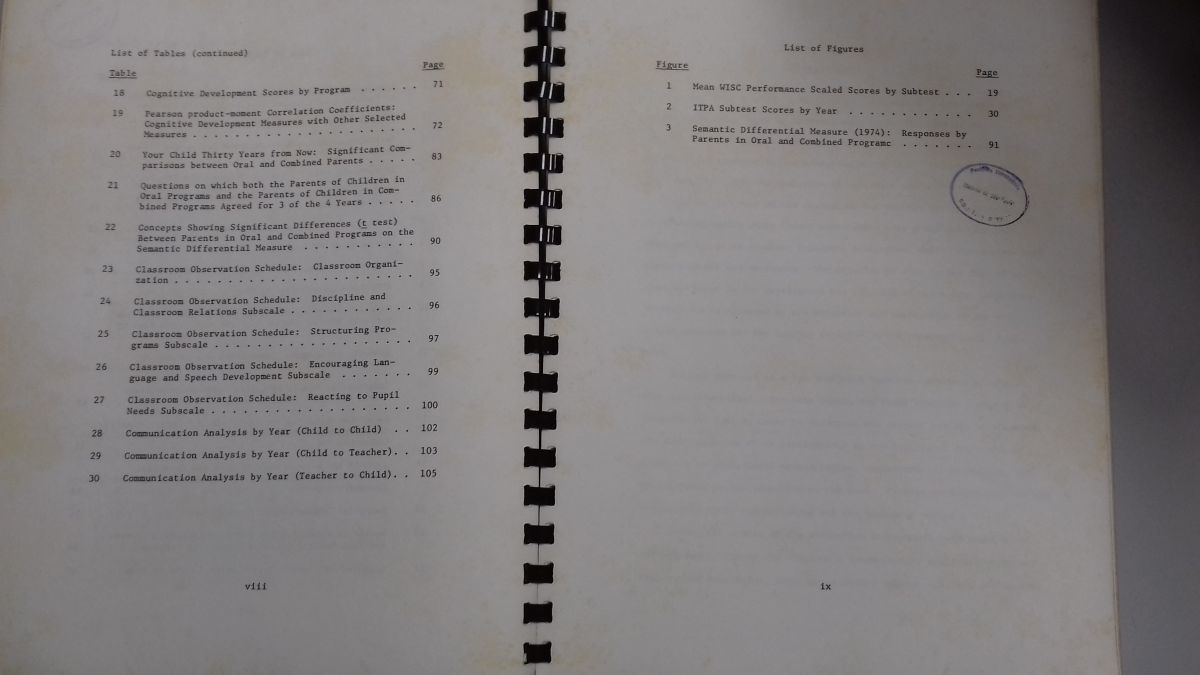 List of Tables (continued)
Table Page
18 Cognitive Development Scores by Program . . . . . . 71
19 Pearson product-moment Correlation Coefficients:
Cognitive Development Measures with Other Selected
Measures . . . . . . . . . . . . . . . . . . . . . . 72
20 Your Child Thirty Years from Now: Significant Com-
parisons between Oral and Combined Parents . . . . . 83
21 Questions on which both the Parents of Children in
Oral Programs and the Parents of Children in Com-
bined Programs Agreed for 3 of the 4 Years . . . . . 86
22 Concepts Showing Significant Differences (t test)
Between Parents in Oral and Combined Programs on the
Semantic Differential Measure . . . . . . . . . . . 90
23 Classroom Observation Schedule: Classroom Organi-
zation . . . . . . . . . . . . . . . . . . . . . . . 95
24 Classroom Observation Schedule: Discipline and
Classroom Relations Subscale . . . . . . . . . . . . 96
25 Classroom Observation Schedule: Structuring Pro-
grams Subscale . . . . . . . . . . . . . . . . . . . 97
26 Classroom Observation Schedule: Encouraging Lan-
guage and Speech Development Subscale . . . . . . . 99
27 Classroom Observation Schedule: Reacting to Pupil
Needs Subscale . . . . . . . . . . . . . . . . . . . 100
28 Communication Analysis by Year (Child to Child) . . 102
29 Communication Analysis by Year (Child to Teacher). . 103
30 Communication Analysis by Year (Teacher to Child). . 105
viii
List of Figures
Figure Page
1 Mean WISC Performance Scaled Scores by Subtest . . . 19
2 ITPA Subtest Scores by Year . . . . . . . . . . . . 30
3 Semantic Differential Measure (1974): Responses by
Parents in Oral and Combined Programc . . . . . . . 91
ix